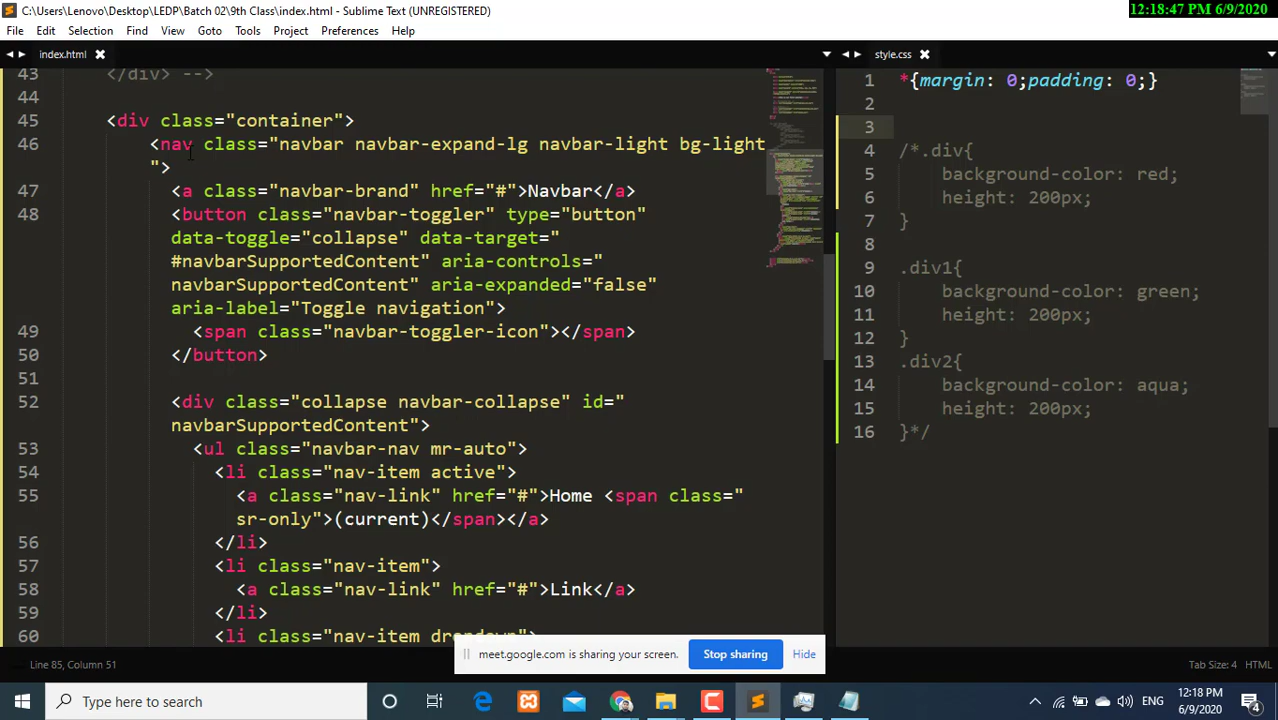 C:\Users\Lenovo\Desktop\LEDP\Batch 02\9th Class\index.html - Sublime Text (UNREGISTERED)
12:18:47 PM 6/9/2020
File Edit Selection Find View Goto Tools Project Preferences Help
index.html
style.css
43 </div> -->
44
45 <div class="container">
46 <nav class="navbar navbar-expand-lg navbar-light bg-light
">
47 <a class="navbar-brand" href="#">Navbar</a>
48 <button class="navbar-toggler" type="button"
data-toggle="collapse" data-target="
#navbarSupportedContent" aria-controls="
navbarSupportedContent" aria-expanded="false"
aria-label="Toggle navigation">
49 <span class="navbar-toggler-icon"></span>
50 </button>
51
52 <div class="collapse navbar-collapse" id="
navbarSupportedContent">
53 <ul class="navbar-nav mr-auto">
54 <li class="nav-item active">
55 <a class="nav-link" href="#">Home <span class="
sr-only">(current)</span></a>
56 </li>
57 <li class="nav-item">
58 <a class="nav-link" href="#">Link</a>
59 </li>
60 <li class="nav-item dropdown">
1 *{margin: 0;padding: 0;}
2
3
4 /*.div{
5 background-color: red;
6 height: 200px;
7 }
8
9 .div1{
10 background-color: green;
11 height: 200px;
12 }
13 .div2{
14 background-color: aqua;
15 height: 200px;
16 }*/
meet.google.com is sharing your screen. Stop sharing Hide
Line 85, Column 51
Tab Size: 4 HTML
Type here to search
ENG
12:18 PM
6/9/2020
4